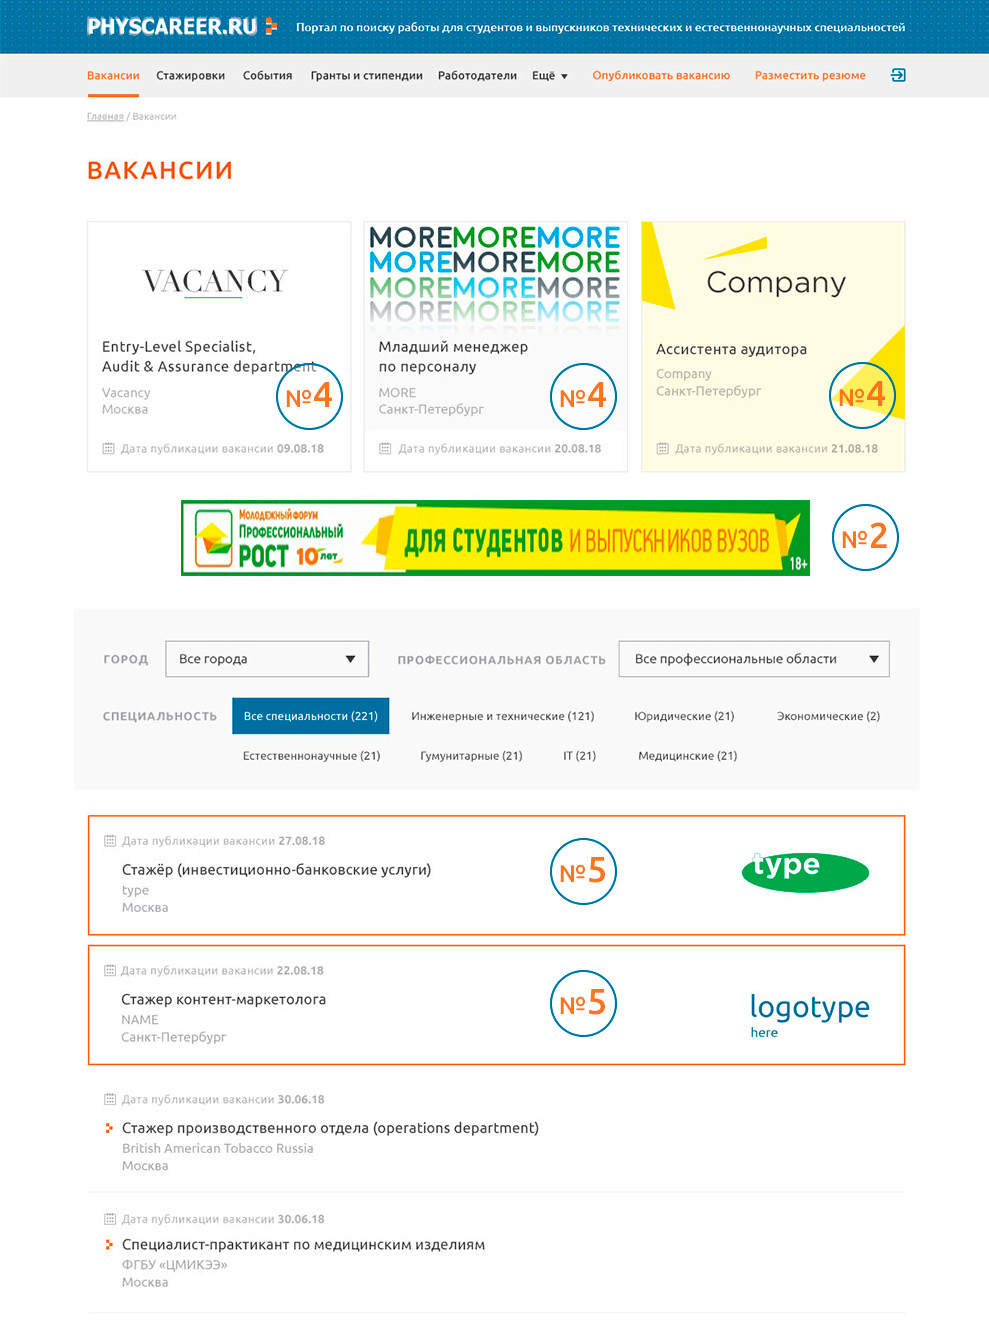 PHYSCAREER.RU Портал по поиску работы для студентов и выпускников технических и естественнонаучных специальностей
Вакансии Стажировки События Гранты и стипендии Работодатели Ещё Опубликовать вакансию Разместить резюме
Главная / Вакансии
ВАКАНСИИ
VACANCY
Entry-Level Specialist,
Audit & Assurance department
Vacancy
Москва
№4
Дата публикации вакансии 09.08.18
MOREMOREMORE
MOREMOREMORE
MOREMOREMORE
MOREMOREMORE
Младший менеджер
по персоналу
MORE
Санкт-Петербург
№4
Дата публикации вакансии 20.08.18
Company
Ассистента аудитора
Company
Санкт-Петербург
№4
Дата публикации вакансии 21.08.18
Молодежный форум
Профессиональный
РОСТ 10 лет
ДЛЯ СТУДЕНТОВ И ВЫПУСКНИКОВ ВУЗОВ
18+
№2
ГОРОД Все города ПРОФЕССИОНАЛЬНАЯ ОБЛАСТЬ Все профессиональные области
СПЕЦИАЛЬНОСТЬ Все специальности (221) Инженерные и технические (121) Юридические (21) Экономические (2)
Естественнонаучные (21) Гумунитарные (21) IT (21) Медицинские (21)
Дата публикации вакансии 27.08.18
Стажёр (инвестиционно-банковские услуги)
type
Москва
№5
type
Дата публикации вакансии 22.08.18
Стажер контент-маркетолога
NAME
Санкт-Петербург
№5
logotype
here
Дата публикации вакансии 30.06.18
Стажер производственного отдела (operations department)
British American Tobacco Russia
Москва
Дата публикации вакансии 30.06.18
Специалист-практикант по медицинским изделиям
ФГБУ «ЦМИКЭЭ»
Москва